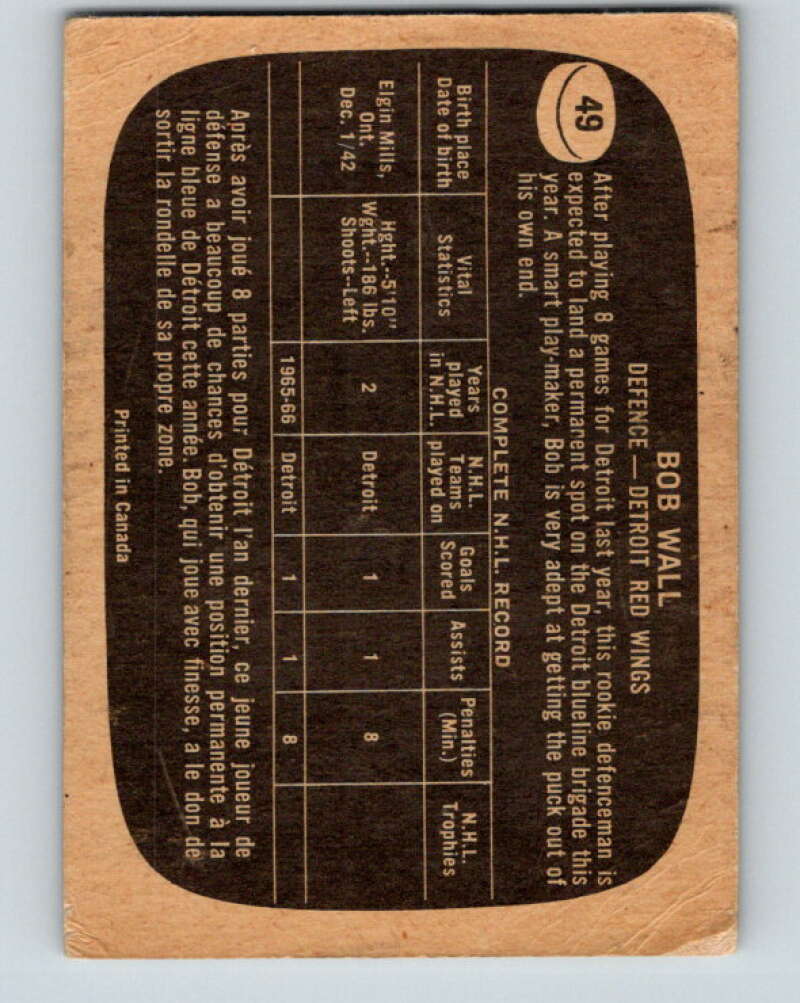 49
BOB WALL
DEFENCE — DETROIT RED WINGS
After playing 8 games for Detroit last year, this rookie defenceman is
expected to land a permanent spot on the Detroit blueline brigade this
year. A smart play-maker, Bob is very adept at getting the puck out of
his own end.
COMPLETE N.H.L. RECORD
Birth place
Date of birth
Vital
Statistics
Years
played
in N.H.L.
N.H.L.
Teams
played on
Goals
Scored
Assists
Penalties
(Min.)
N.H.L.
Trophies
Elgin Mills,
Ont.
Dec. 1/42
Hght.--5'10"
Wght.--186 lbs.
Shoots--Left
2
Detroit
1
1
8
1965-66
Detroit
1
1
8
Après avoir joué 8 parties pour Détroit l'an dernier, ce jeune joueur de
défense a beaucoup de chances d'obtenir une position permanente à la
ligne bleue de Détroit cette année. Bob, qui joue avec finesse, a le don de
sortir la rondelle de sa propre zone.
Printed in Canada